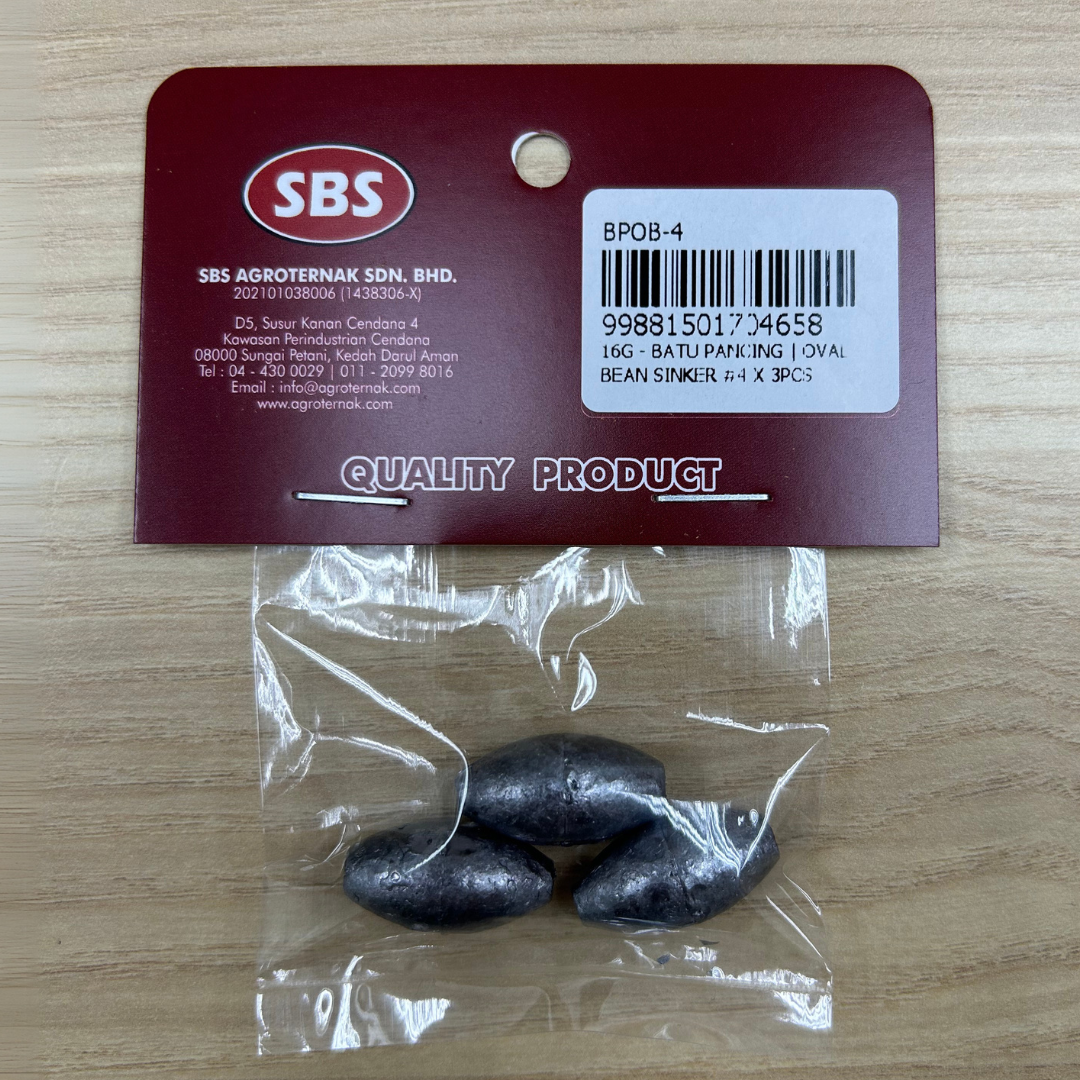 SBS
SBS AGROTERNAK SDN. BHD.
202101038006 (1438306-X)
D5, Susur Kanan Cendana 4
Kawasan Perindustrian Cendana
08000 Sungai Petani, Kedah Darul Aman
Tel : 04 - 430 0029 | 011 - 2099 8016
Email : info@agroternak.com
www.agroternak.com
BPOB-4
9988150170​4658
16G - BATU PANCING | OVAL
BEAN SINKER #4 X 3PCS
QUALITY PRODUCT